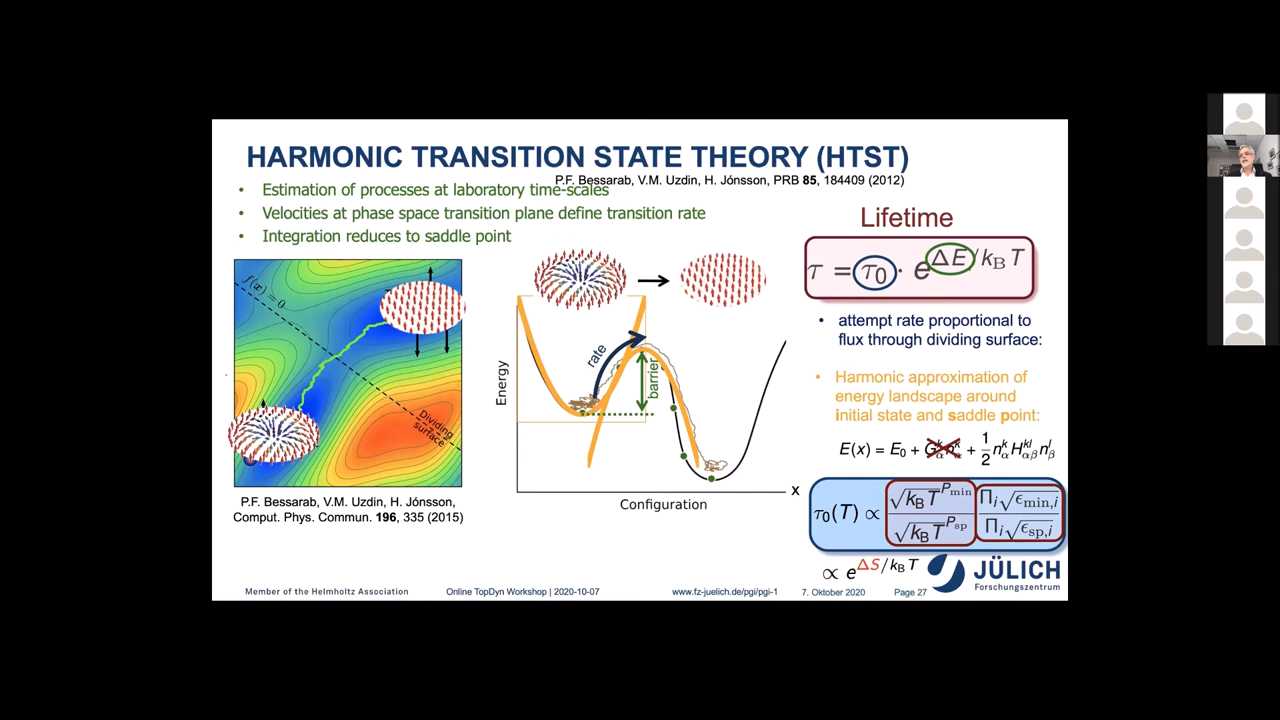 HARMONIC TRANSITION STATE THEORY (HTST)
P.F. Bessarab, V.M. Uzdin, H. Jónsson, PRB 85, 184409 (2012)
• Estimation of processes at laboratory time-scales
• Velocities at phase space transition plane define transition rate
• Integration reduces to saddle point
f(x) = 0
Dividing
surface
P.F. Bessarab, V.M. Uzdin, H. Jónsson,
Comput. Phys. Commun. 196, 335 (2015)
Energy
rate
barrier
x
Configuration
Lifetime
τ = τ0 · e^ΔE/kBT
• attempt rate proportional to
flux through dividing surface:
• Harmonic approximation of
energy landscape around
initial state and saddle point:
E(x) = E0 + G^k_α n^k_α + 1/2 n^k_α H^kl_αβ n^l_β
τ0(T) ∝ √kBT^Pmin / √kBT^Psp Πi√ϵmin,i / Πi√ϵsp,i
∝ e^ΔS/kBT
JÜLICH
Forschungszentrum
Member of the Helmholtz Association
Online TopDyn Workshop | 2020-10-07
www.fz-juelich.de/pgi/pgi-1
7. Oktober 2020
Page 27